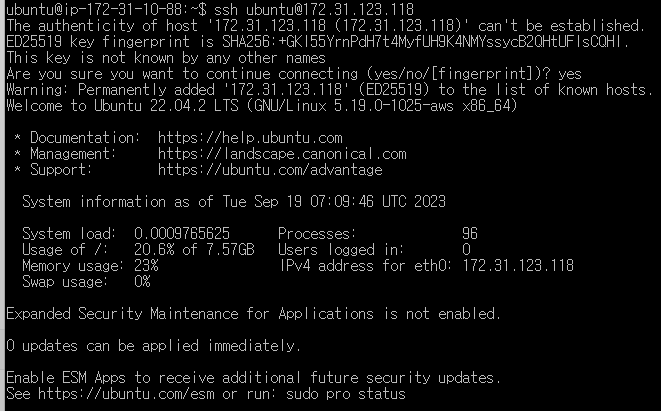 ubuntu@ip-172-31-10-88:~$ ssh ubuntu@172.31.123.118
The authenticity of host '172.31.123.118 (172.31.123.118)' can't be established.
ED25519 key fingerprint is SHA256:+GKI55YrnPdH7t4MyfUH9K4NMYssycB2QHtUFIsCQHI.
This key is not known by any other names
Are you sure you want to continue connecting (yes/no/[fingerprint])? yes
Warning: Permanently added '172.31.123.118' (ED25519) to the list of known hosts.
Welcome to Ubuntu 22.04.2 LTS (GNU/Linux 5.19.0-1025-aws x86_64)
* Documentation:  https://help.ubuntu.com
* Management:     https://landscape.canonical.com
* Support:        https://ubuntu.com/advantage
System information as of Tue Sep 19 07:09:46 UTC 2023
System load:  0.0009765625      Processes:             96
Usage of /:   20.6% of 7.57GB   Users logged in:       0
Memory usage: 23%               IPv4 address for eth0: 172.31.123.118
Swap usage:   0%
Expanded Security Maintenance for Applications is not enabled.
0 updates can be applied immediately.
Enable ESM Apps to receive additional future security updates.
See https://ubuntu.com/esm or run: sudo pro status